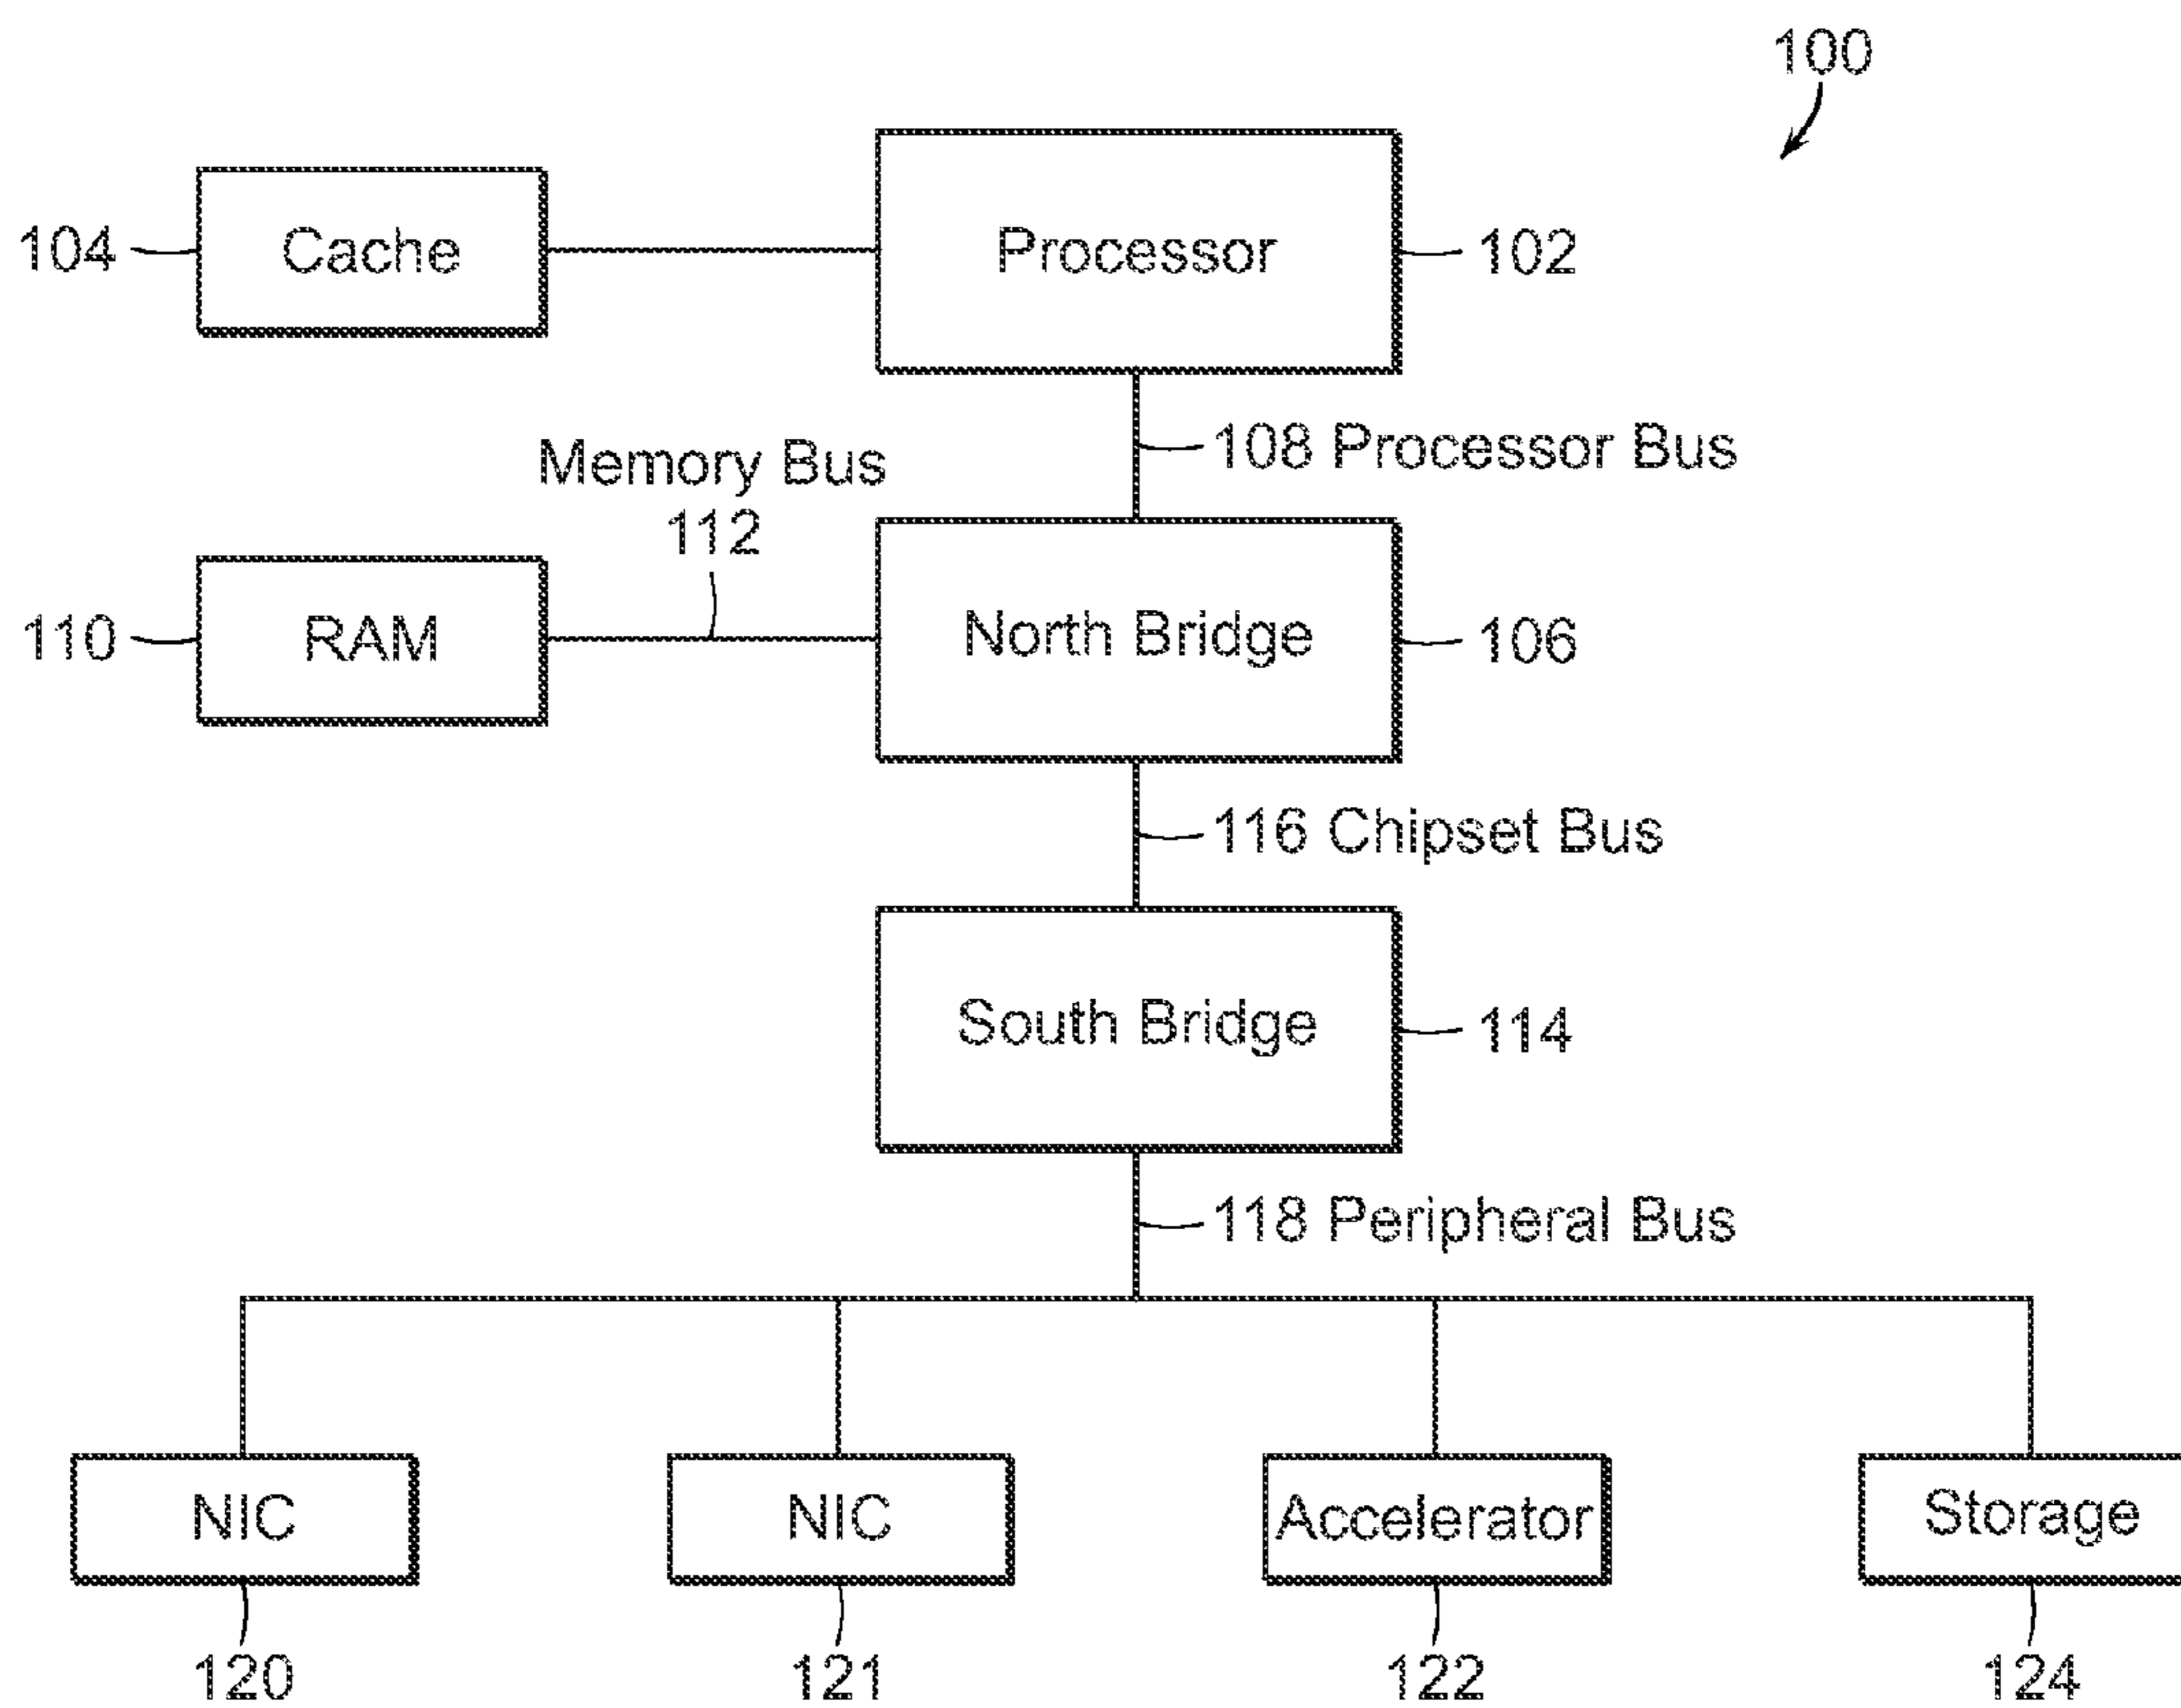 100
104 Cache Processor 102
108 Processor Bus
Memory Bus
112
110 RAM North Bridge 106
116 Chipset Bus
South Bridge 114
118 Peripheral Bus
NIC NIC Accelerator Storage
120 121 122 124